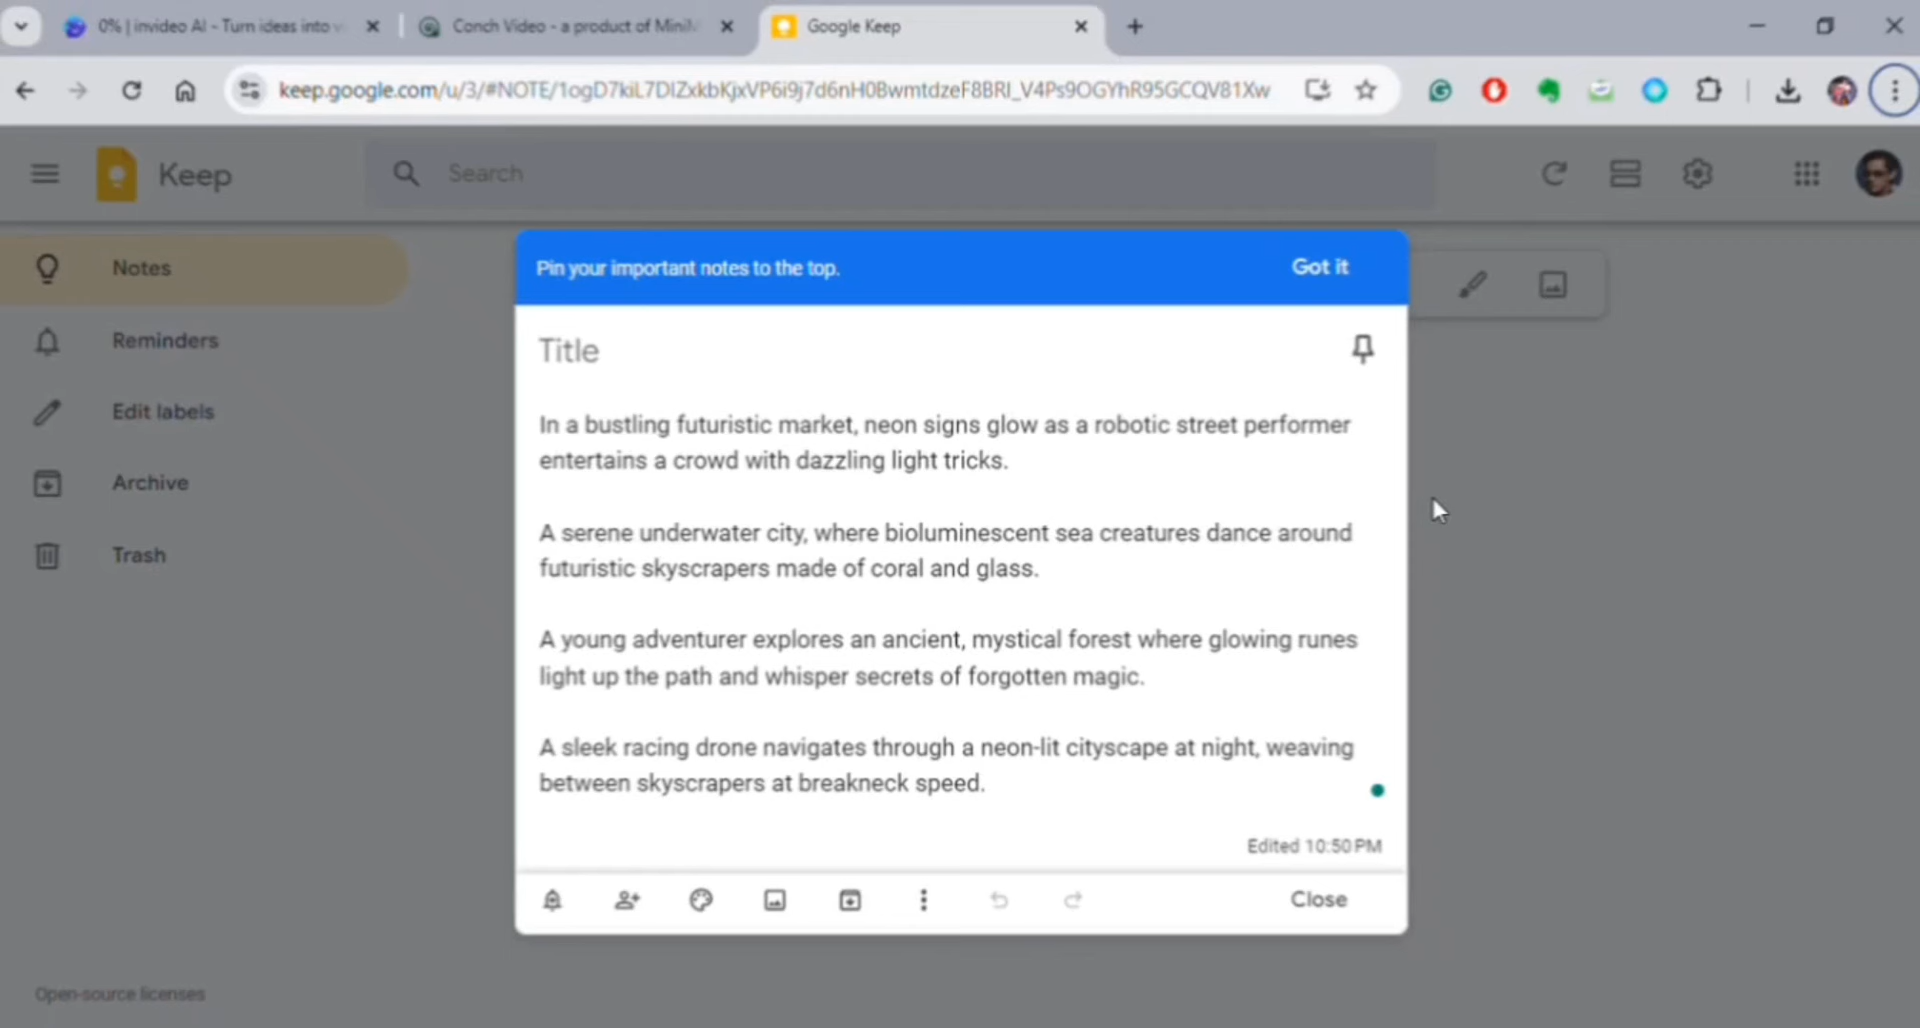 0% | invideo AI - Turn ideas into v
Conch Video - a product of MiniM
Google Keep
keep.google.com/u/3/#NOTE/1ogD7kiL7DlZxkbKjxVP6i9j7d6nH0BwmtdzeF8BRI_V4Ps9OGYhR95GCQV81Xw
Keep
Search
Notes
Reminders
Edit labels
Archive
Trash
Open-source licenses
Pin your important notes to the top.
Got it
Title
In a bustling futuristic market, neon signs glow as a robotic street performer
entertains a crowd with dazzling light tricks.
A serene underwater city, where bioluminescent sea creatures dance around
futuristic skyscrapers made of coral and glass.
A young adventurer explores an ancient, mystical forest where glowing runes
light up the path and whisper secrets of forgotten magic.
A sleek racing drone navigates through a neon-lit cityscape at night, weaving
between skyscrapers at breakneck speed.
Edited 10:50 PM
Close